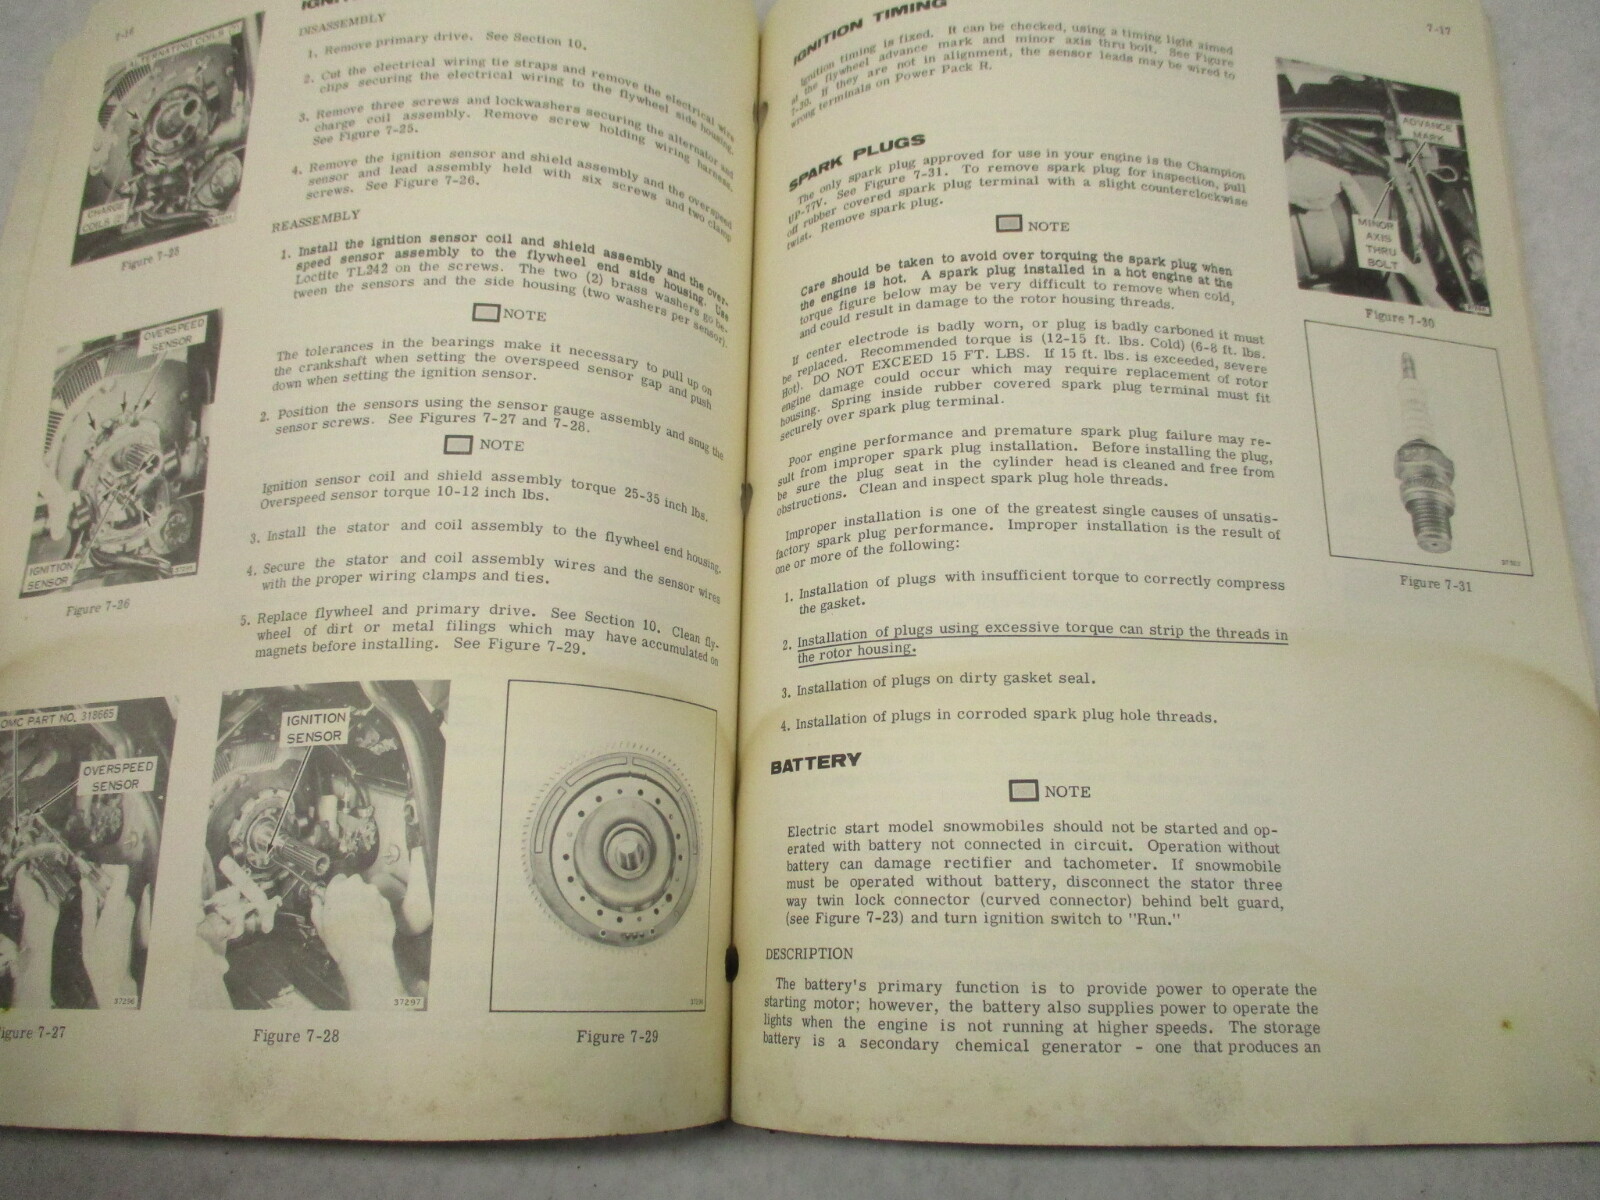 7-16
ALTERNATING COILS (2)
CHARGE
COILS (2)
Figure 7-25
OVERSPEED
SENSOR
IGNITION
SENSOR
Figure 7-26
DISASSEMBLY
1. Remove primary drive. See Section 10.
2. Cut the electrical wiring tie straps and remove the electrical wire
clips securing the electrical wiring to the flywheel side housing.
3. Remove three screws and lockwashers securing the alternator and
charge coil assembly. Remove screw holding wiring harness.
See Figure 7-25.
4. Remove the ignition sensor and shield assembly and the overspeed
sensor and lead assembly held with six screws and two clamp
screws. See Figure 7-26.
REASSEMBLY
1. Install the ignition sensor coil and shield assembly and the over-
speed sensor assembly to the flywheel end side housing. Use
Loctite TL242 on the screws. The two (2) brass washers go be-
tween the sensors and the side housing (two washers per sensor).
NOTE
The tolerances in the bearings make it necessary to pull up on
the crankshaft when setting the overspeed sensor gap and push
down when setting the ignition sensor.
2. Position the sensors using the sensor gauge assembly and snug the
sensor screws. See Figures 7-27 and 7-28.
NOTE
Ignition sensor coil and shield assembly torque 25-35 inch lbs.
Overspeed sensor torque 10-12 inch lbs.
3. Install the stator and coil assembly to the flywheel end housing.
4. Secure the stator and coil assembly wires and the sensor wires
with the proper wiring clamps and ties.
5. Replace flywheel and primary drive. See Section 10. Clean fly-
wheel of dirt or metal filings which may have accumulated on
magnets before installing. See Figure 7-29.
OMC PART NO. 318665
OVERSPEED
SENSOR
37296
igure 7-27
IGNITION
SENSOR
37297
Figure 7-28
Figure 7-29
7-17
IGNITION TIMING
Ignition timing is fixed. It can be checked, using a timing light aimed
at the flywheel advance mark and minor axis thru bolt. See Figure
7-30. If they are not in alignment, the sensor leads may be wired to
wrong terminals on Power Pack II.
SPARK PLUGS
The only spark plug approved for use in your engine is the Champion
UP-77V. See Figure 7-31. To remove spark plug for inspection, pull
off rubber covered spark plug terminal with a slight counterclockwise
twist. Remove spark plug.
NOTE
Care should be taken to avoid over torquing the spark plug when
the engine is hot. A spark plug installed in a hot engine at the
torque figure below may be very difficult to remove when cold,
and could result in damage to the rotor housing threads.
If center electrode is badly worn, or plug is badly carboned it must
be replaced. Recommended torque is (12-15 ft. lbs. Cold) (6-8 ft. lbs.
Hot). DO NOT EXCEED 15 FT. LBS. If 15 ft. lbs. is exceeded, severe
engine damage could occur which may require replacement of rotor
housing. Spring inside rubber covered spark plug terminal must fit
securely over spark plug terminal.
Poor engine performance and premature spark plug failure may re-
sult from improper spark plug installation. Before installing the plug,
be sure the plug seat in the cylinder head is cleaned and free from
obstructions. Clean and inspect spark plug hole threads.
Improper installation is one of the greatest single causes of unsatis-
factory spark plug performance. Improper installation is the result of
one or more of the following:
1. Installation of plugs with insufficient torque to correctly compress
the gasket.
2. Installation of plugs using excessive torque can strip the threads in
the rotor housing.
3. Installation of plugs on dirty gasket seal.
4. Installation of plugs in corroded spark plug hole threads.
BATTERY
NOTE
Electric start model snowmobiles should not be started and op-
erated with battery not connected in circuit. Operation without
battery can damage rectifier and tachometer. If snowmobile
must be operated without battery, disconnect the stator three
way twin lock connector (curved connector) behind belt guard,
(see Figure 7-23) and turn ignition switch to "Run."
DESCRIPTION
The battery's primary function is to provide power to operate the
starting motor; however, the battery also supplies power to operate the
lights when the engine is not running at higher speeds. The storage
battery is a secondary chemical generator - one that produces an
ADVANCE
MARK
MINOR
AXIS
THRU
BOLT
Figure 7-30
Figure 7-31